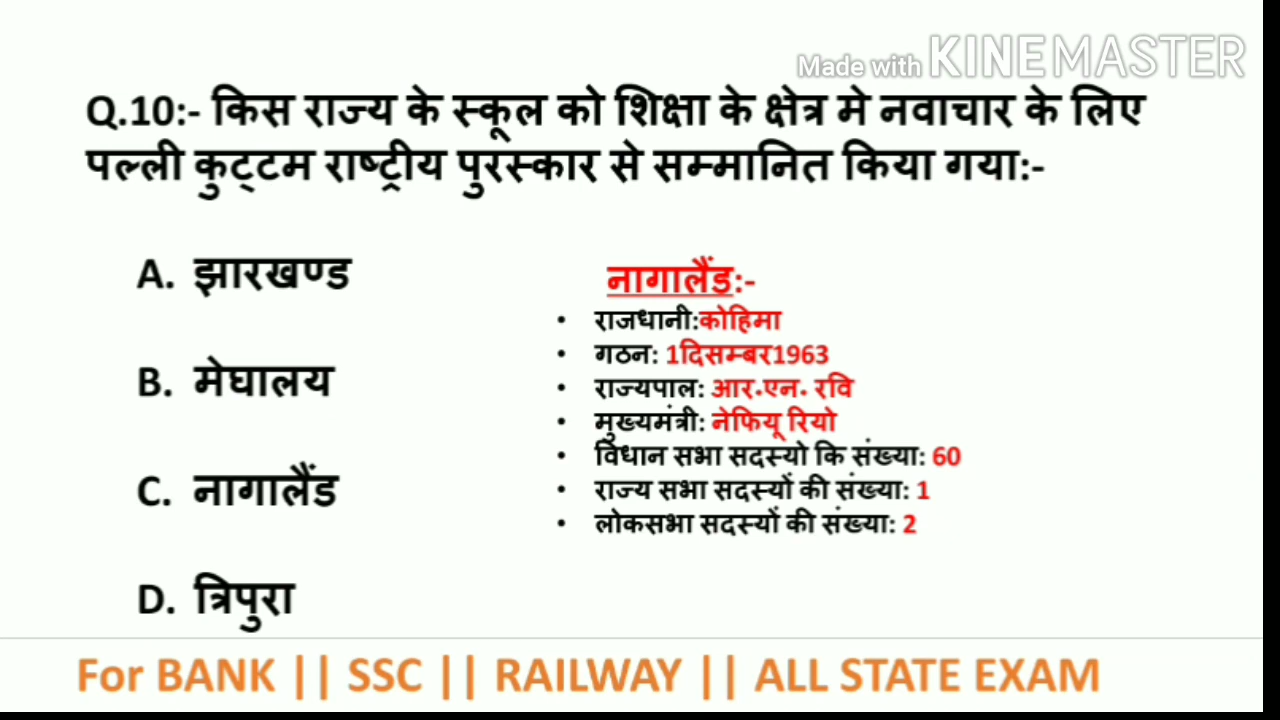 Made with KINEMASTER
Q.10:- किस राज्य के स्कूल को शिक्षा के क्षेत्र मे नवाचार के लिए
पल्ली कुट्टम राष्ट्रीय पुरस्कार से सम्मानित किया गया:-
A. झारखण्ड
B. मेघालय
C. नागालैंड
D. त्रिपुरा
नागालैंड:-
• राजधानी:कोहिमा
• गठन: 1दिसम्बर1963
• राज्यपाल: आर.एन. रवि
• मुख्यमंत्री: नेफियू रियो
• विधान सभा सदस्यो कि संख्या: 60
• राज्य सभा सदस्यों की संख्या: 1
• लोकसभा सदस्यों की संख्या: 2
For BANK || SSC || RAILWAY || ALL STATE EXAM